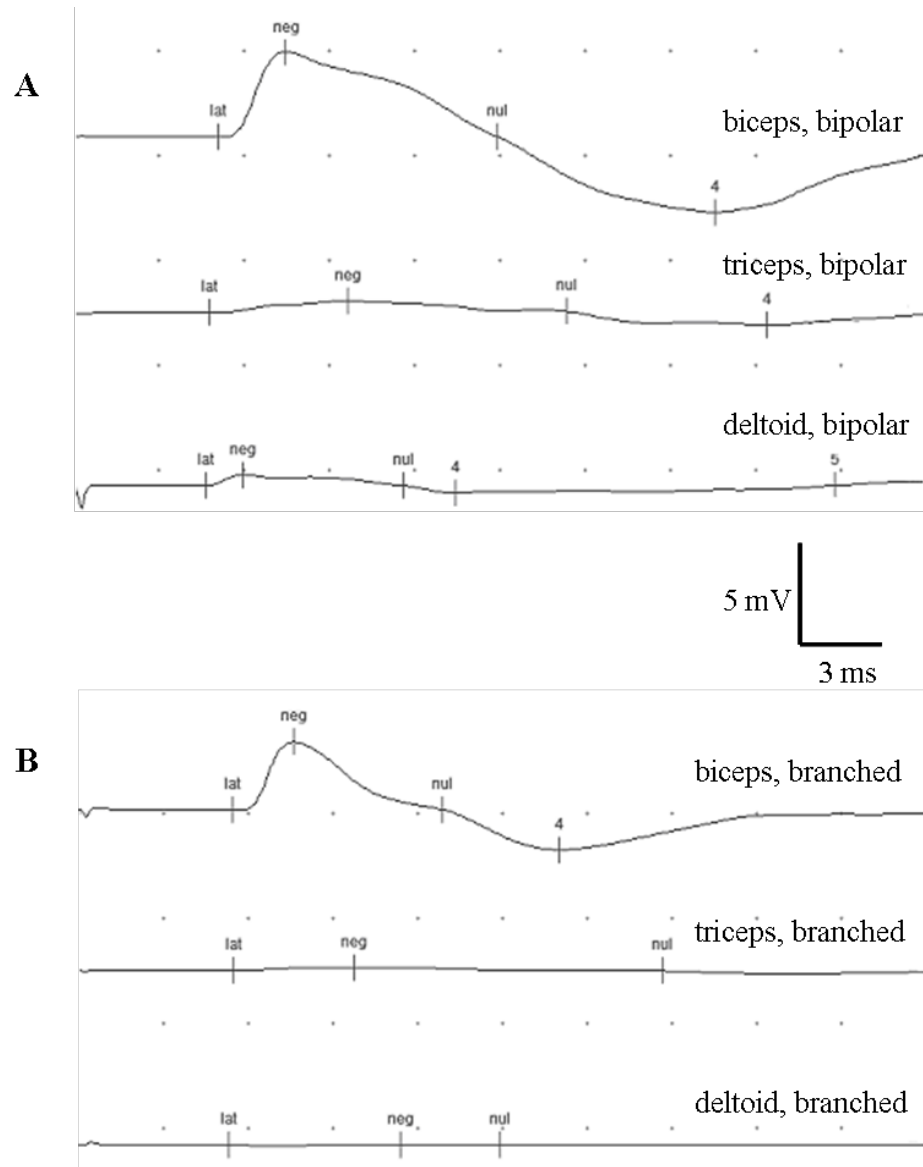 neg
A
lat
nul
biceps, bipolar
4
triceps, bipolar
neg
lat
nul
4
deltoid, bipolar
neg
lat
nul
4
5
5 mV
3 ms
neg
B
biceps, branched
lat
nul
4
triceps, branched
lat
neg
nul
deltoid, branched
lat
neg
nul